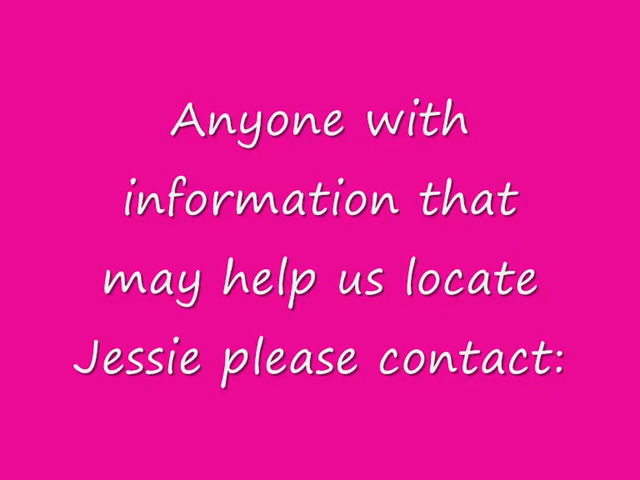 Anyone with
information that
may help us locate
Jessie please contact: